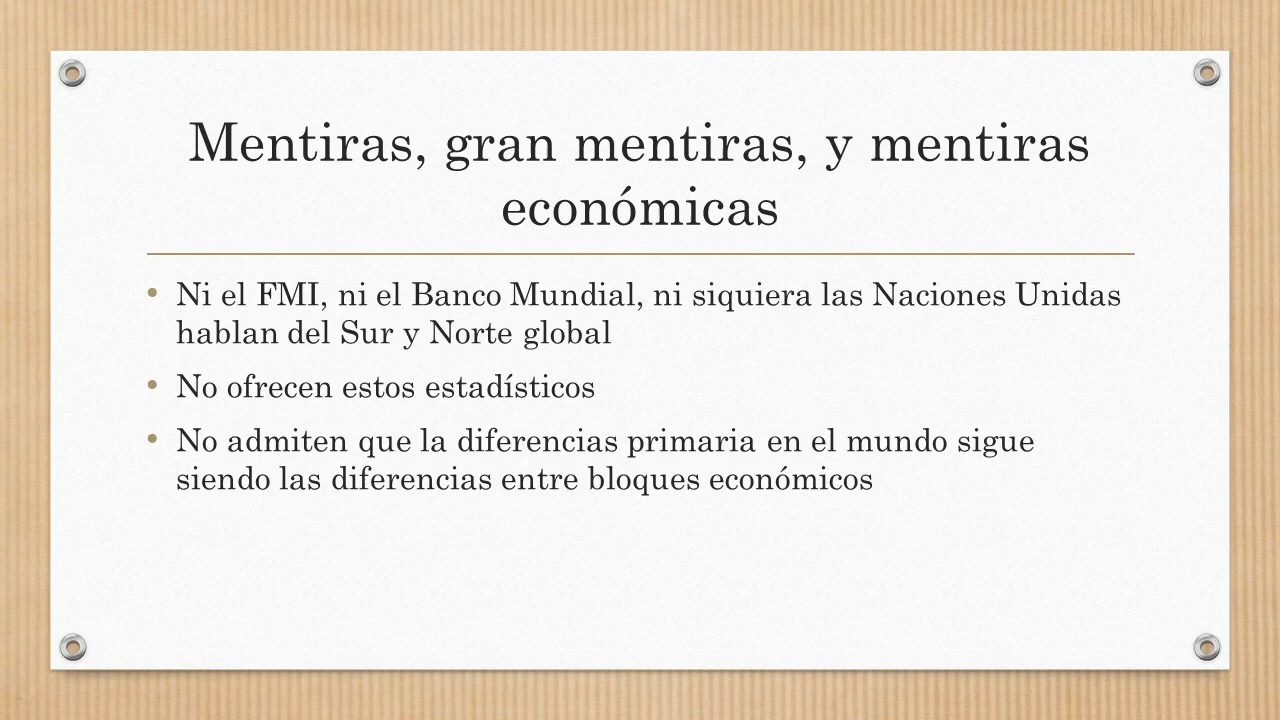 Mentiras, gran mentiras, y mentiras
económicas
• Ni el FMI, ni el Banco Mundial, ni siquiera las Naciones Unidas
hablan del Sur y Norte global
• No ofrecen estos estadísticos
• No admiten que la diferencias primaria en el mundo sigue
siendo las diferencias entre bloques económicos